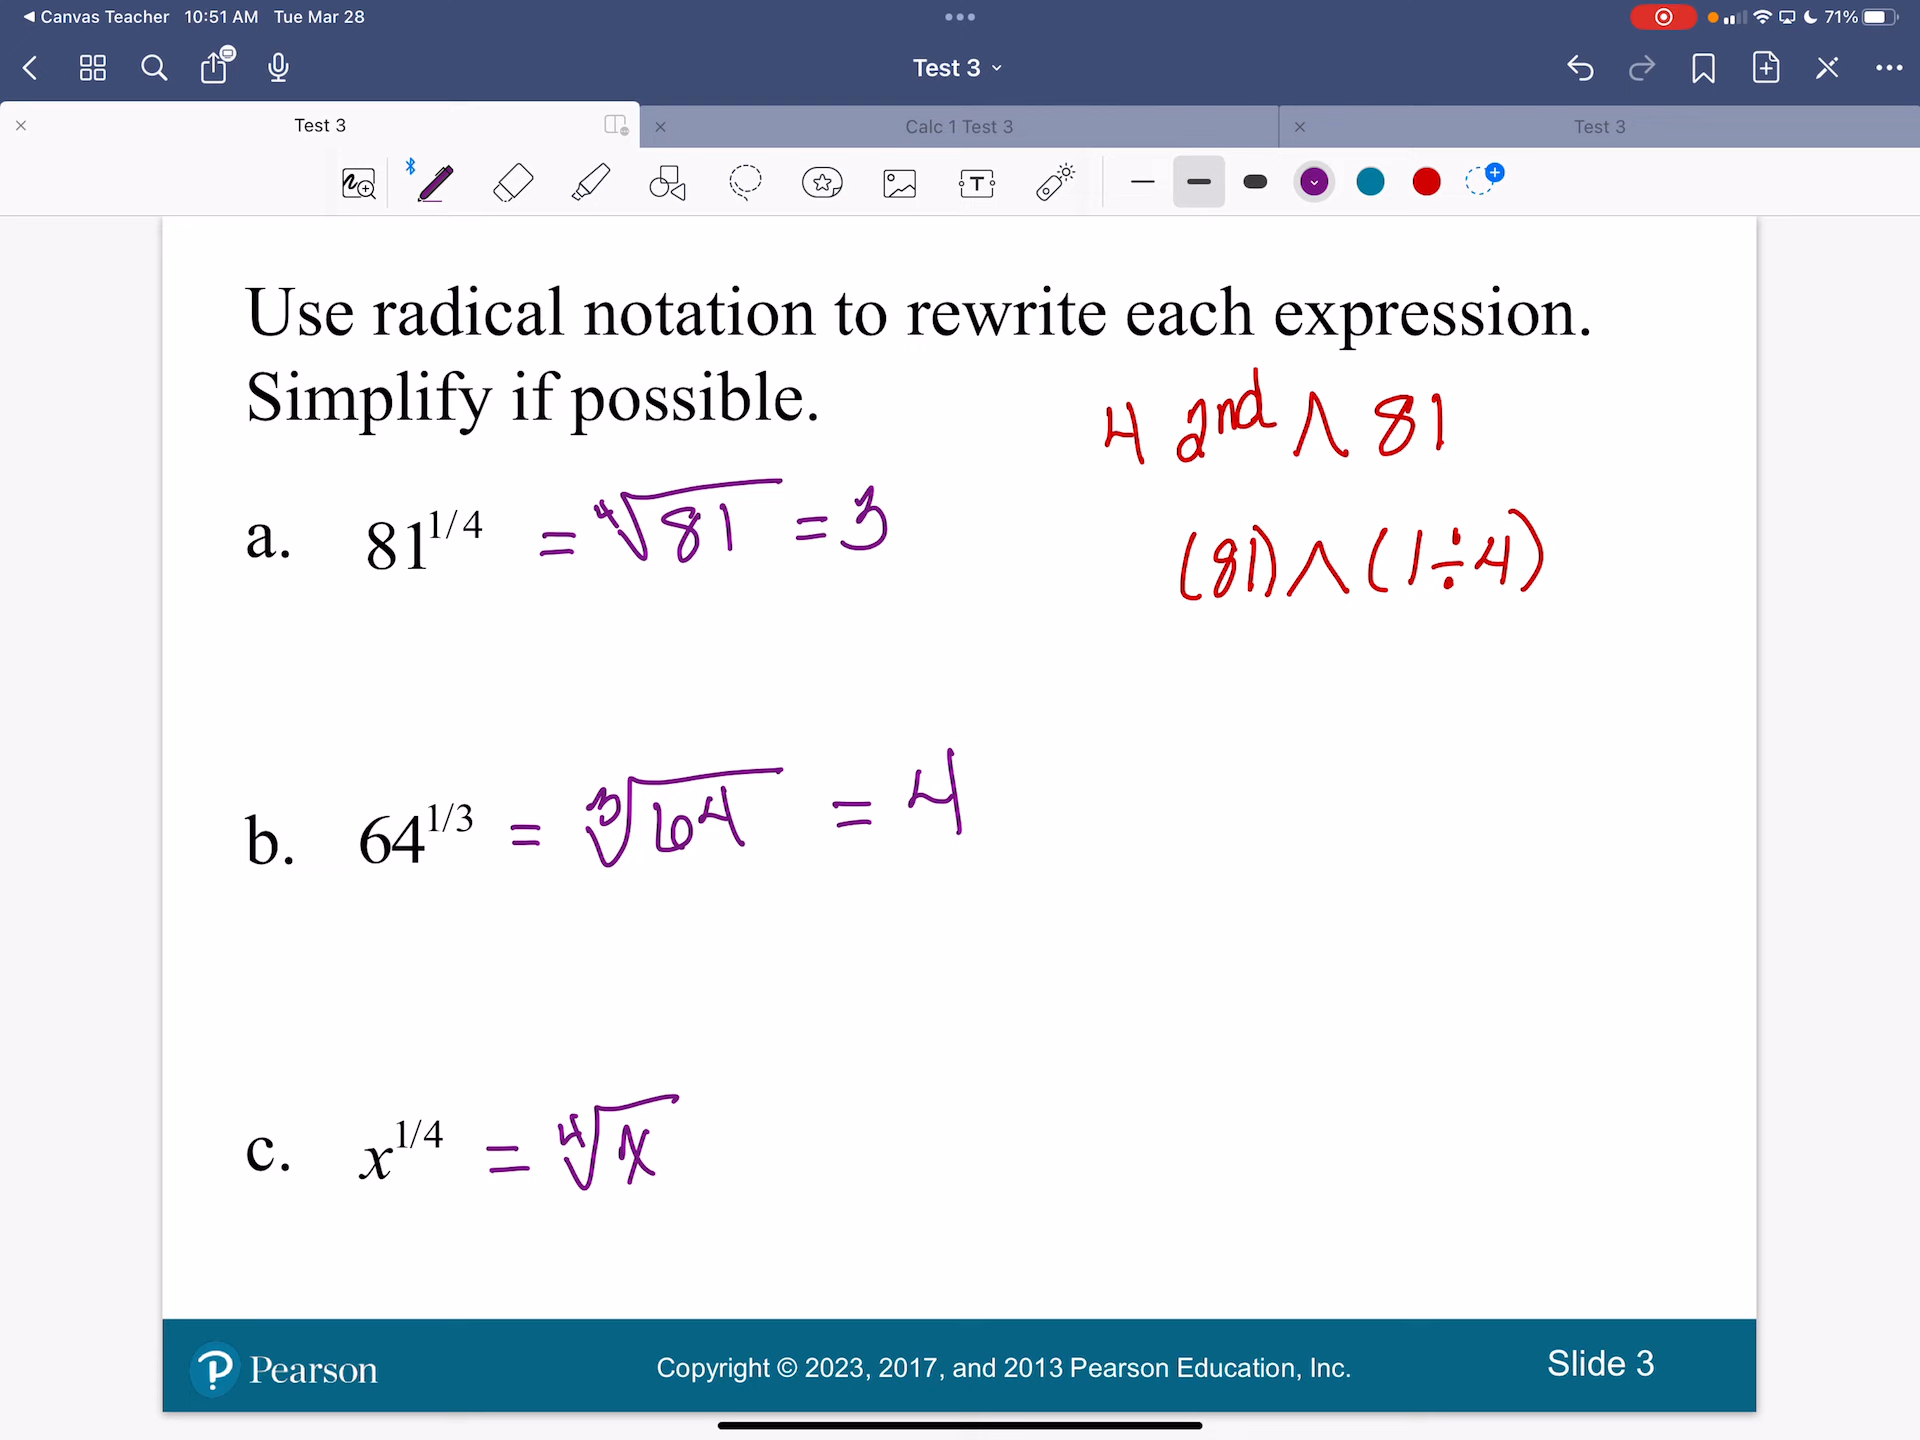 Canvas Teacher 10:51 AM Tue Mar 28 71%
Test 3
Test 3 Calc 1 Test 3 Test 3
T
Use radical notation to rewrite each expression.
Simplify if possible.
4 2nd ∧ 81
a. 81^{1/4} = ∜81 = 3
(81)∧(1÷4)
b. 64^{1/3} = ∛64 = 4
c. x^{1/4} = ∜x
Pearson Copyright © 2023, 2017, and 2013 Pearson Education, Inc. Slide 3